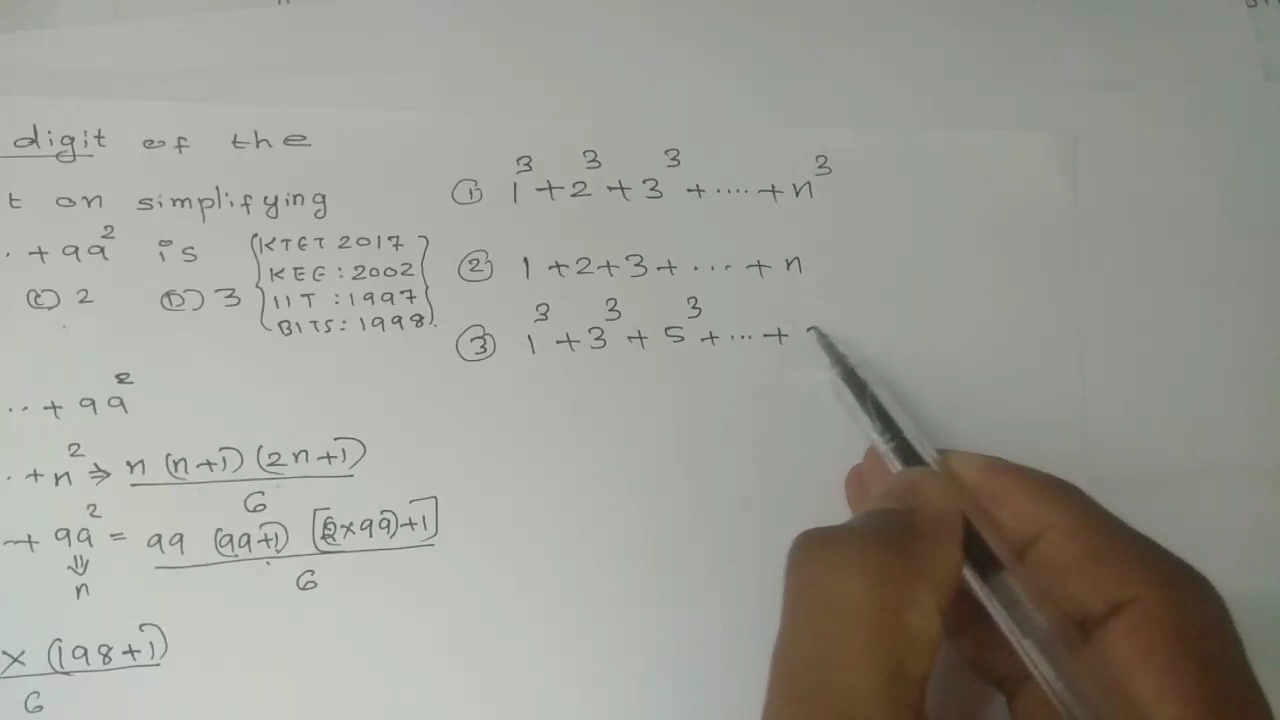 digit of the
t on simplifying
. + 99² is
(C) 2 (D) 3
{KTET 2017
KEE : 2002
IIT : 1997
BITS : 1998}.
.. + 99²
. + n² ⇒ n (n+1) (2n+1) / 6
+ 99² = 99 (99+1) [(2×99)+1] / 6
⇓
n
× (198+1) / 6
① 1³ + 2³ + 3³ + .... + n³
② 1 + 2 + 3 + ... + n
③ 1³ + 3³ + 5³ + ... +